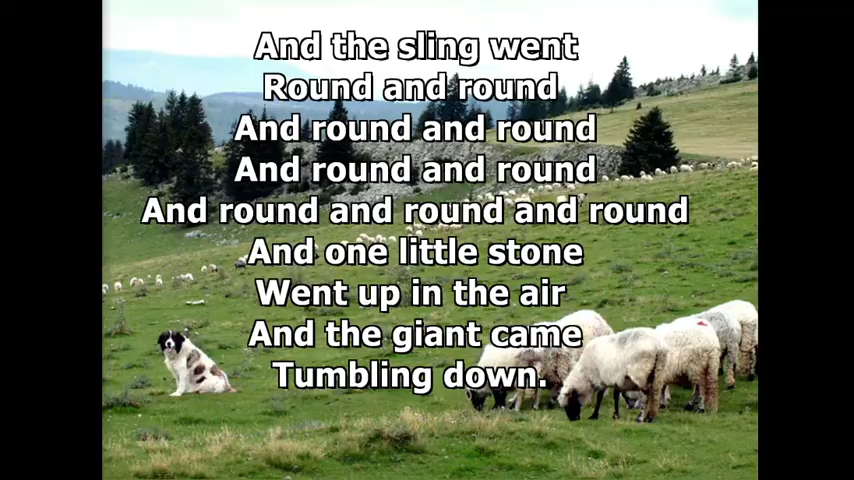 And the sling went
Round and round
And round and round
And round and round
And round and round and round
And one little stone
Went up in the air
And the giant came
Tumbling down.